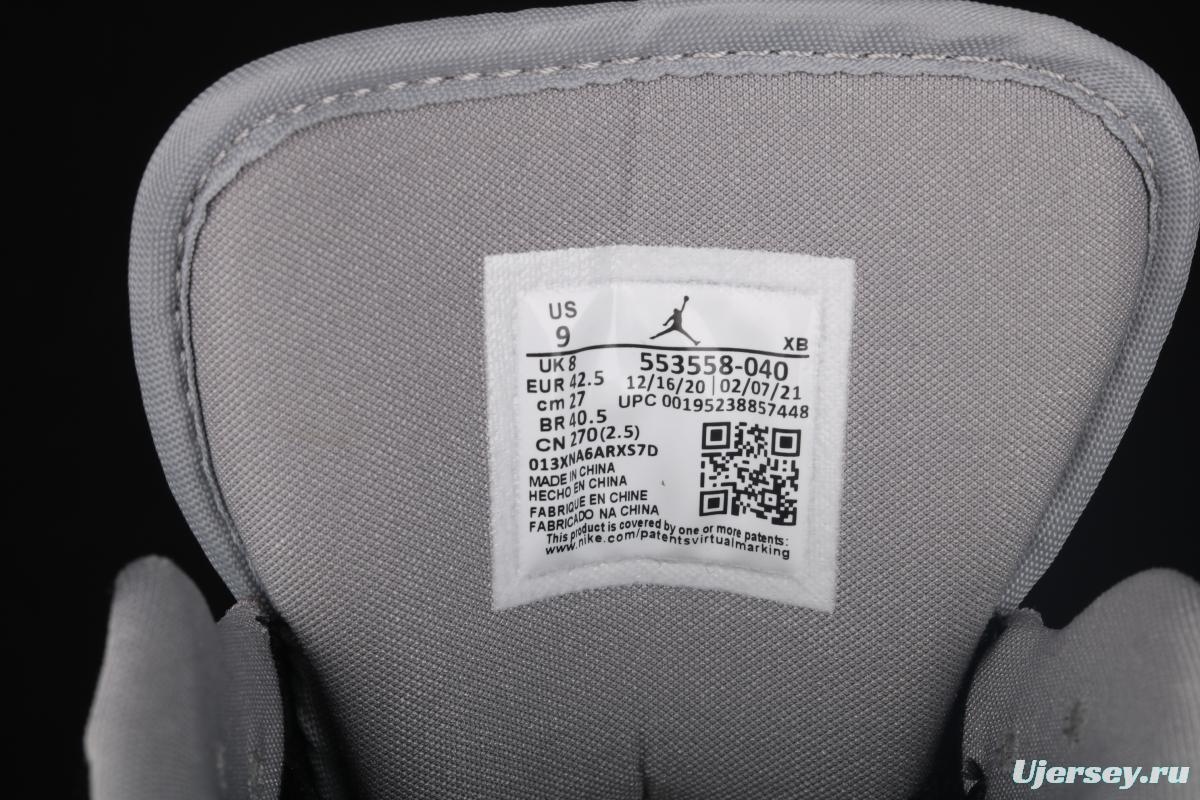 US
9
XB
UK 8
553558-040
EUR 42.5
12/16/20 | 02/07/21
cm 27
UPC 00195238857448
BR 40.5
CN 270(2.5)
013XNA6ARXS7D
MADE IN CHINA
HECHO EN CHINA
FABRIQUE EN CHINE
FABRICADO NA CHINA
This product is covered by one or more patents:
www.nike.com/patentsvirtualmarking
Ujersey.ru